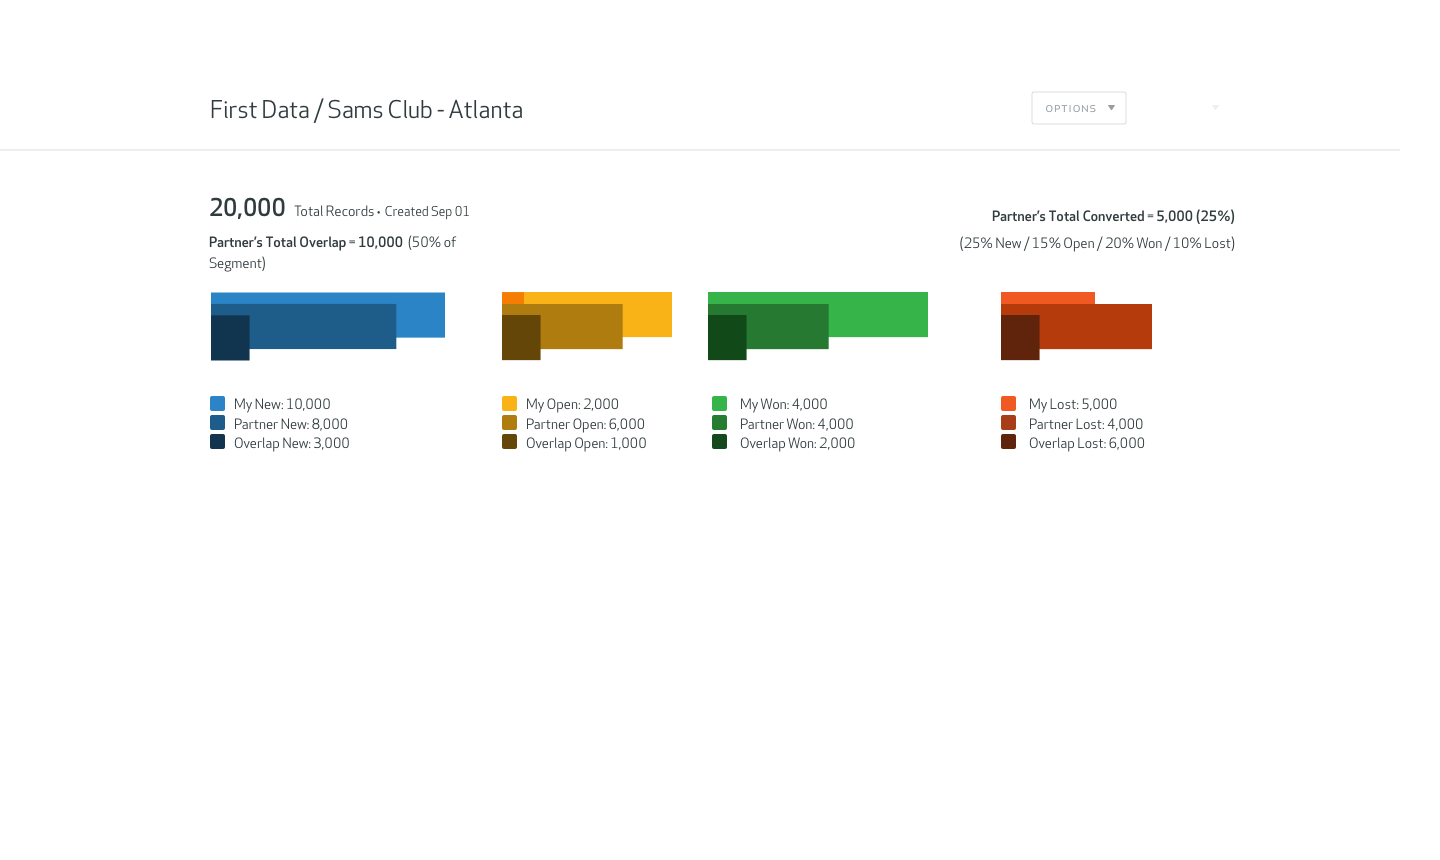 First Data / Sams Club - Atlanta
OPTIONS
20,000 Total Records • Created Sep 01
Partner's Total Overlap = 10,000 (50% of
Segment)
Partner's Total Converted = 5,000 (25%)
(25% New / 15% Open / 20% Won / 10% Lost)
My New: 10,000
Partner New: 8,000
Overlap New: 3,000
My Open: 2,000
Partner Open: 6,000
Overlap Open: 1,000
My Won: 4,000
Partner Won: 4,000
Overlap Won: 2,000
My Lost: 5,000
Partner Lost: 4,000
Overlap Lost: 6,000